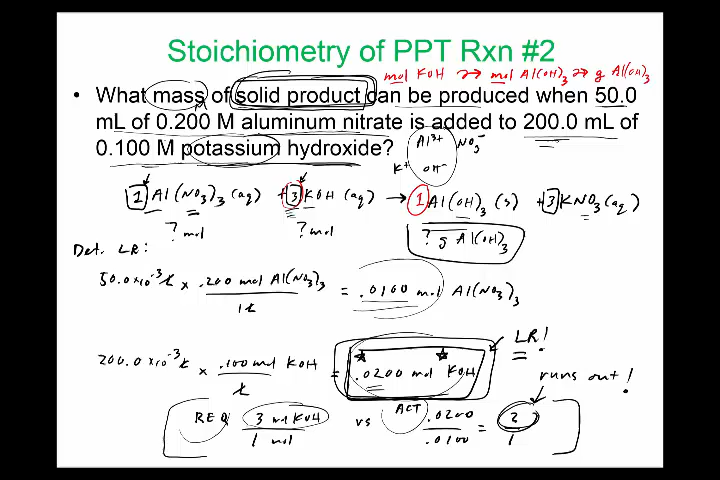 Stoichiometry of PPT Rxn #2
mol KOH → mol Al(OH)₃ → g Al(OH)₃
• What mass of solid product can be produced when 50.0
mL of 0.200 M aluminum nitrate is added to 200.0 mL of
0.100 M potassium hydroxide?
Al³⁺ NO₃⁻
K⁺ OH⁻
1 Al(NO₃)₃ (aq) + 3 KOH (aq) → 1 Al(OH)₃ (s) + 3 KNO₃ (aq)
? mol ? mol ? g Al(OH)₃
Det. LR:
50.0 x10⁻³ L x .200 mol Al(NO₃)₃ / 1 L = .0100 mol Al(NO₃)₃
LR!
200.0 x10⁻³ L x .100 mol KOH / L = .0200 mol KOH
runs out!
REQ 3 mol KOH / 1 mol vs ACT .0200 / .0100 = 2 / 1